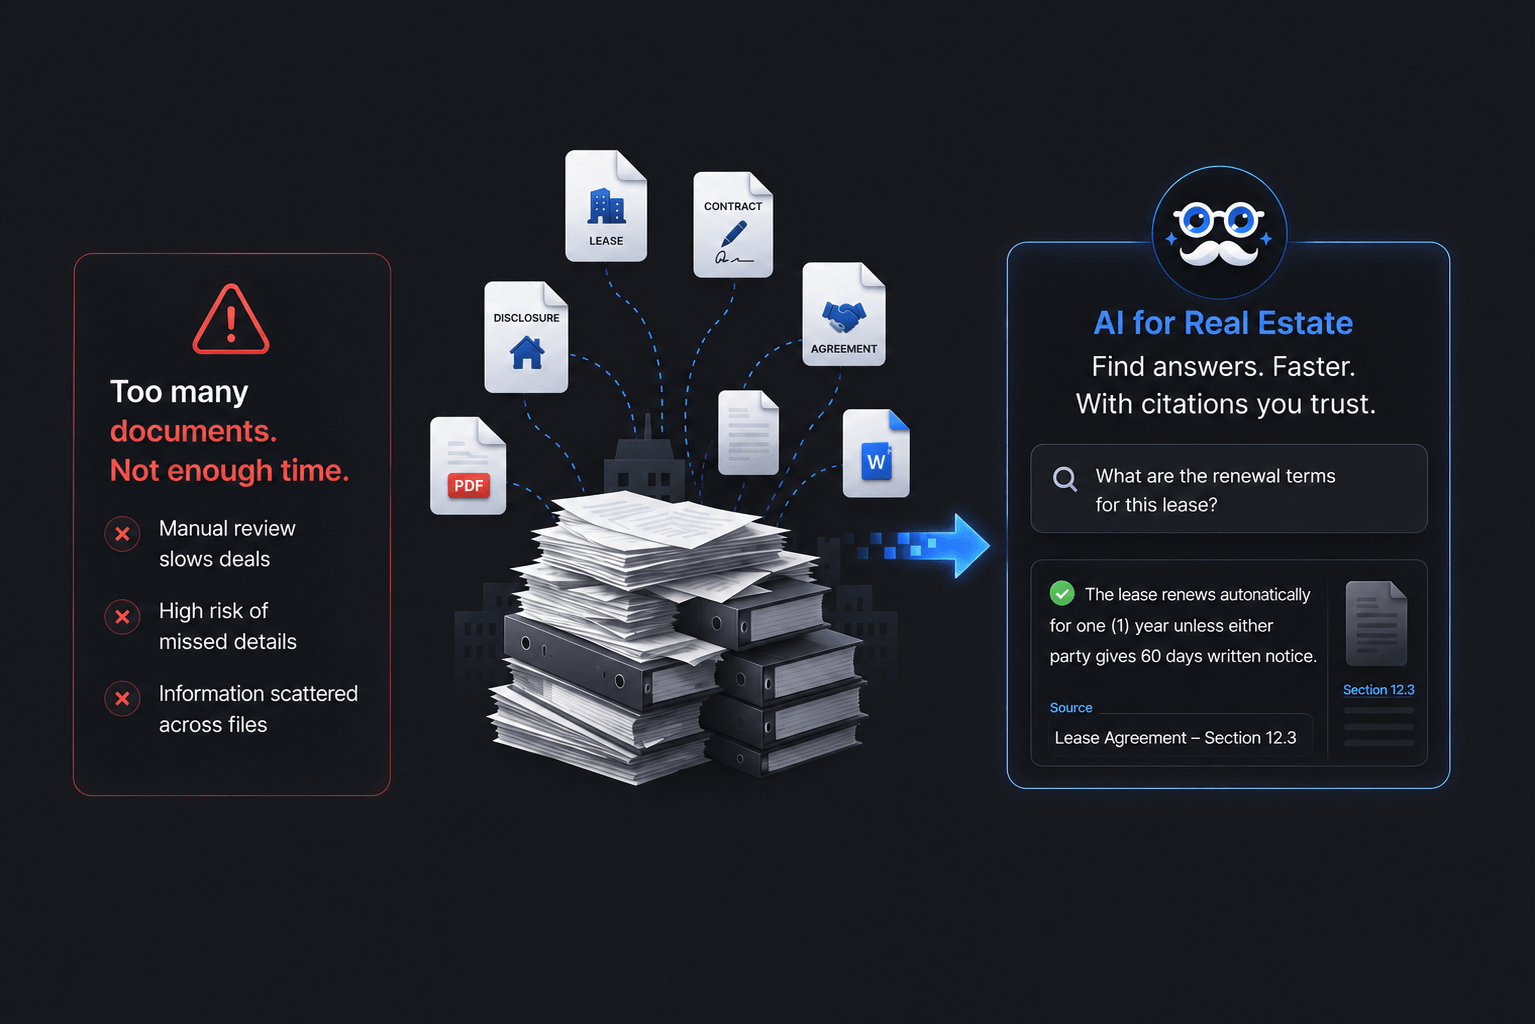 Too many
documents.
Not enough time.
Manual review
slows deals
High risk of
missed details
Information scattered
across files
LEASE
CONTRACT
DISCLOSURE
AGREEMENT
PDF
W
AI for Real Estate
Find answers. Faster.
With citations you trust.
What are the renewal terms
for this lease?
The lease renews automatically
for one (1) year unless either
party gives 60 days written notice.
Source
Lease Agreement – Section 12.3
Section 12.3